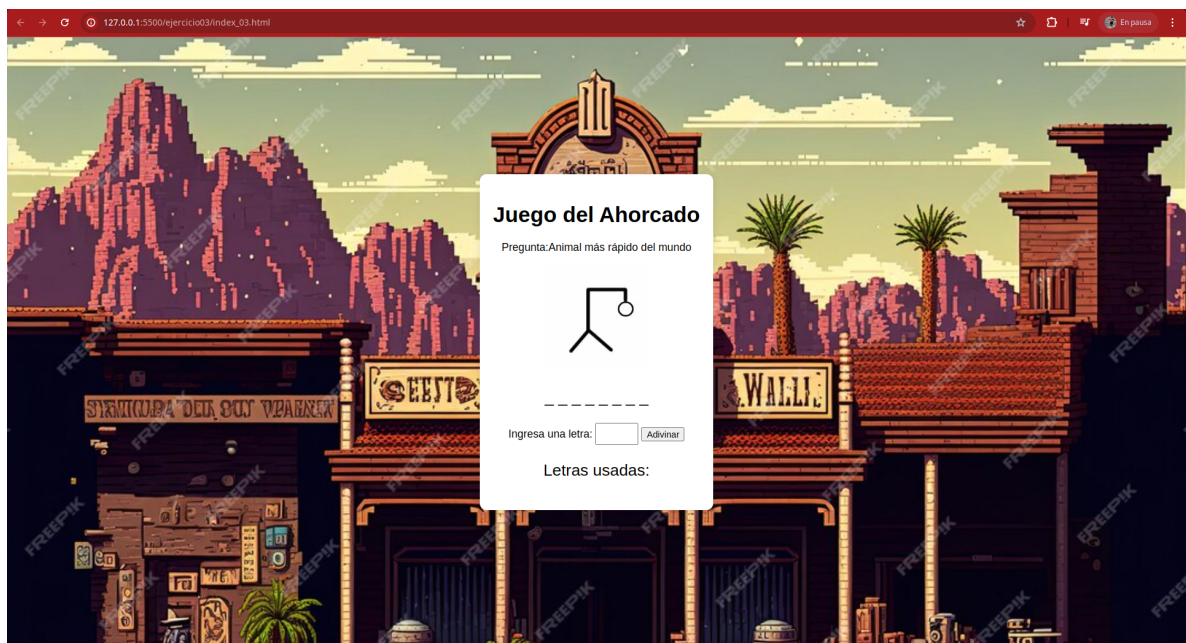 127.0.0.1:5500/ejercicio03/index_03.html
En pausa
Juego del Ahorcado
Pregunta:Animal más rápido del mundo
_ _ _ _ _ _ _ _
Ingresa una letra:
Adivinar
Letras usadas:
WALLI.
FREEPIK